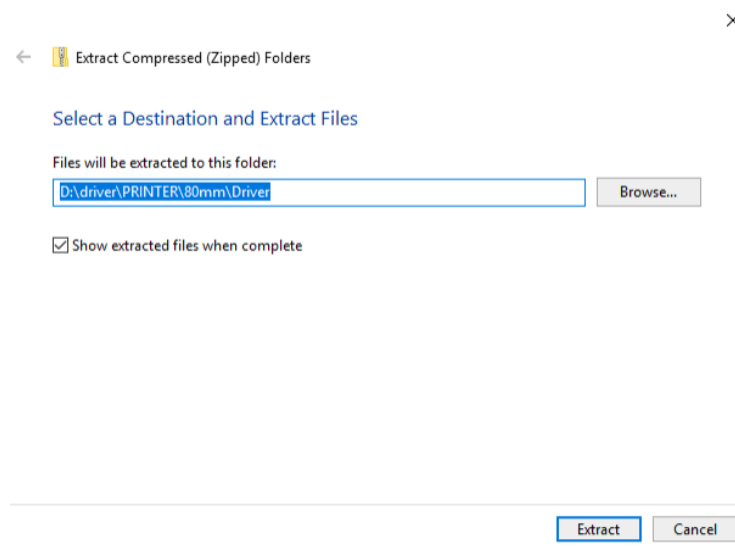 Extract Compressed (Zipped) Folders
Select a Destination and Extract Files
Files will be extracted to this folder:
D:\driver\PRINTER\80mm\Driver
Browse...
Show extracted files when complete
Extract
Cancel